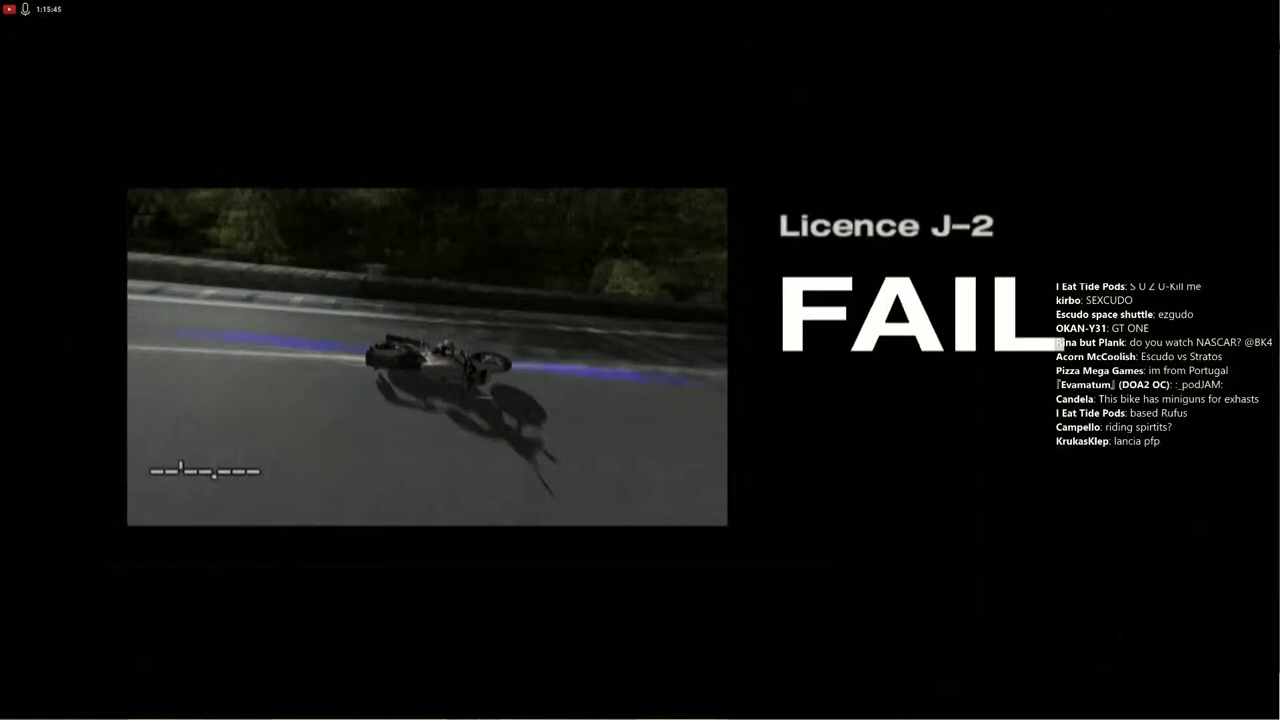 1:15:45
Licence J-2
FAIL
I Eat Tide Pods: S U Z U-Kill me
kirbo: SEXCUDO
Escudo space shuttle: ezgudo
OKAN-Y31: GT ONE
Rina but Plank: do you watch NASCAR? @BK4
Acorn McCoolish: Escudo vs Stratos
Pizza Mega Games: im from Portugal
『Evamatum』 (DOA2 OC): :_podJAM:
Candela: This bike has miniguns for exhasts
I Eat Tide Pods: based Rufus
Campello: riding spirtits?
KrukasKlep: lancia pfp
--'--.---